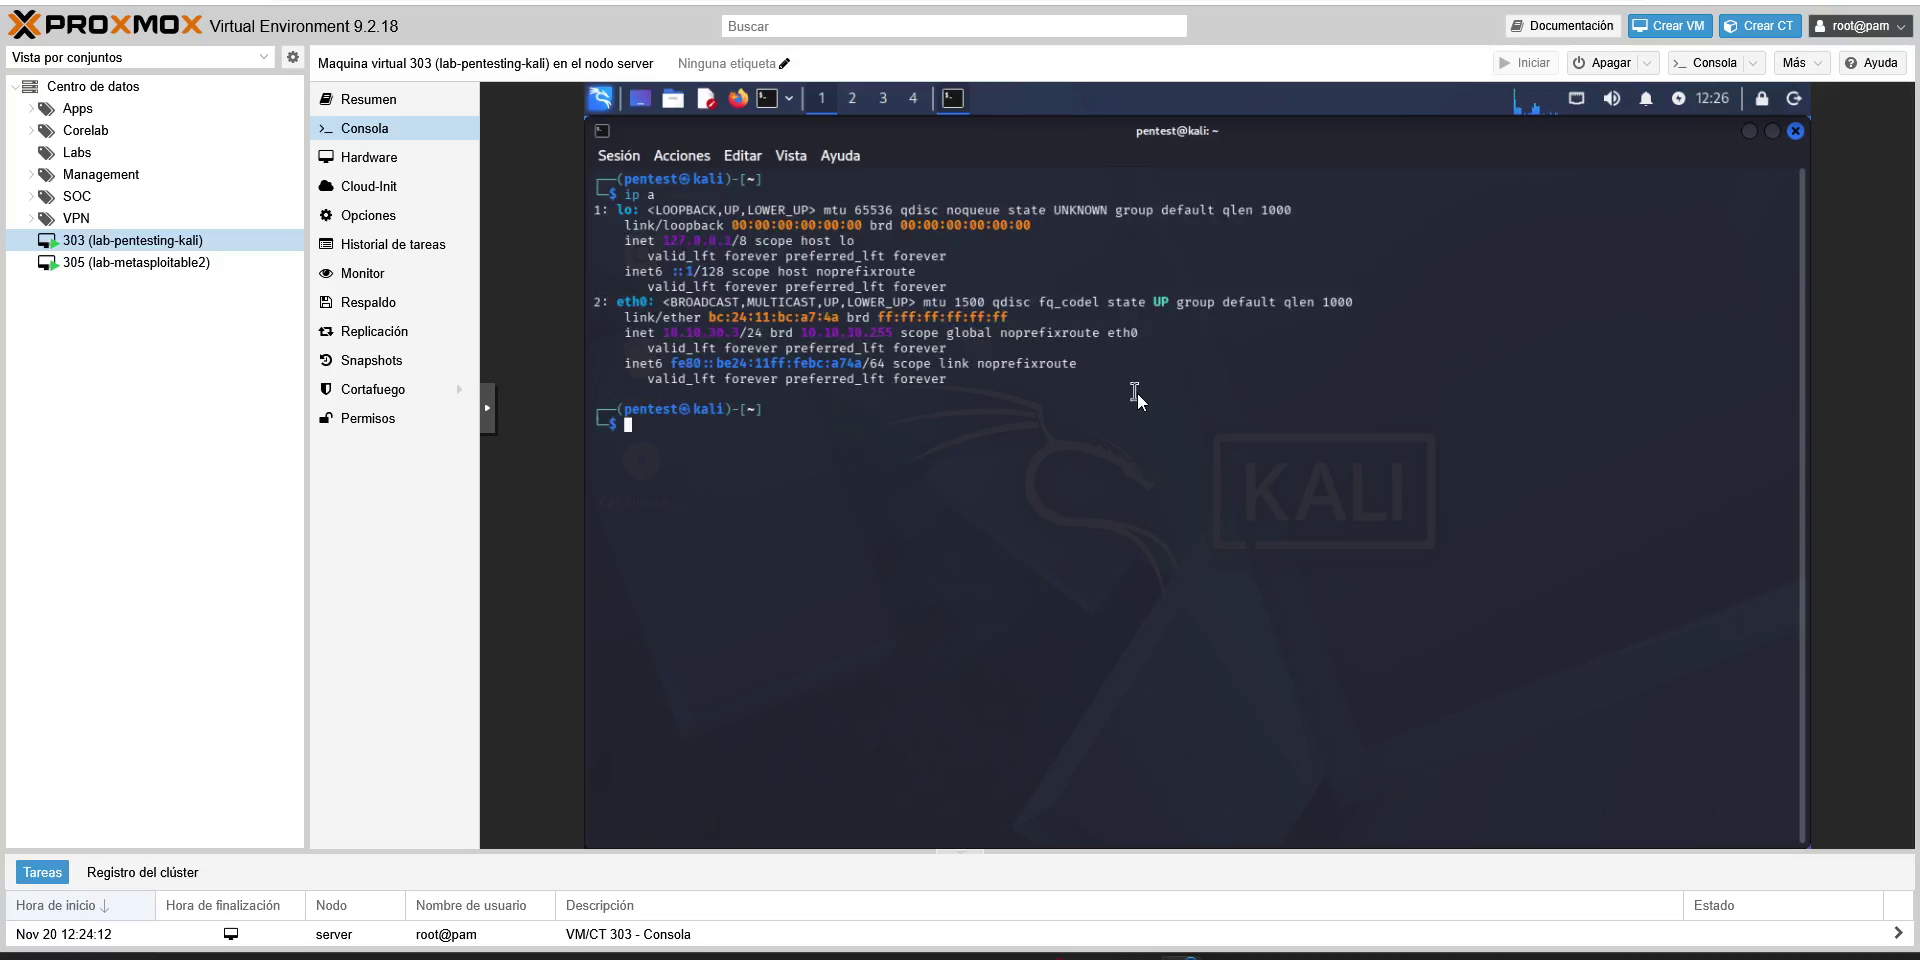 PROXMOX Virtual Environment 9.2.18
Buscar
Documentación
Crear VM
Crear CT
root@pam
Vista por conjuntos
Centro de datos
Apps
Corelab
Labs
Management
SOC
VPN
303 (lab-pentesting-kali)
305 (lab-metasploitable2)
Maquina virtual 303 (lab-pentesting-kali) en el nodo server
Ninguna etiqueta
Iniciar
Apagar
Consola
Más
Ayuda
Resumen
Consola
Hardware
Cloud-Init
Opciones
Historial de tareas
Monitor
Respaldo
Replicación
Snapshots
Cortafuego
Permisos
1 2 3 4
12:26
pentest@kali: ~
Sesión Acciones Editar Vista Ayuda
(pentest㉿kali)-[~]
$ ip a
1: lo: <LOOPBACK,UP,LOWER_UP> mtu 65536 qdisc noqueue state UNKNOWN group default qlen 1000
link/loopback 00:00:00:00:00:00 brd 00:00:00:00:00:00
inet 127.0.0.1/8 scope host lo
valid_lft forever preferred_lft forever
inet6 ::1/128 scope host noprefixroute
valid_lft forever preferred_lft forever
2: eth0: <BROADCAST,MULTICAST,UP,LOWER_UP> mtu 1500 qdisc fq_codel state UP group default qlen 1000
link/ether bc:24:11:bc:a7:4a brd ff:ff:ff:ff:ff:ff
inet 10.10.30.3/24 brd 10.10.30.255 scope global noprefixroute eth0
valid_lft forever preferred_lft forever
inet6 fe80::be24:11ff:febc:a74a/64 scope link noprefixroute
valid_lft forever preferred_lft forever
(pentest㉿kali)-[~]
$
KALI
Tareas
Registro del clúster
Hora de inicio
Hora de finalización
Nodo
Nombre de usuario
Descripción
Estado
Nov 20 12:24:12
server
root@pam
VM/CT 303 - Consola